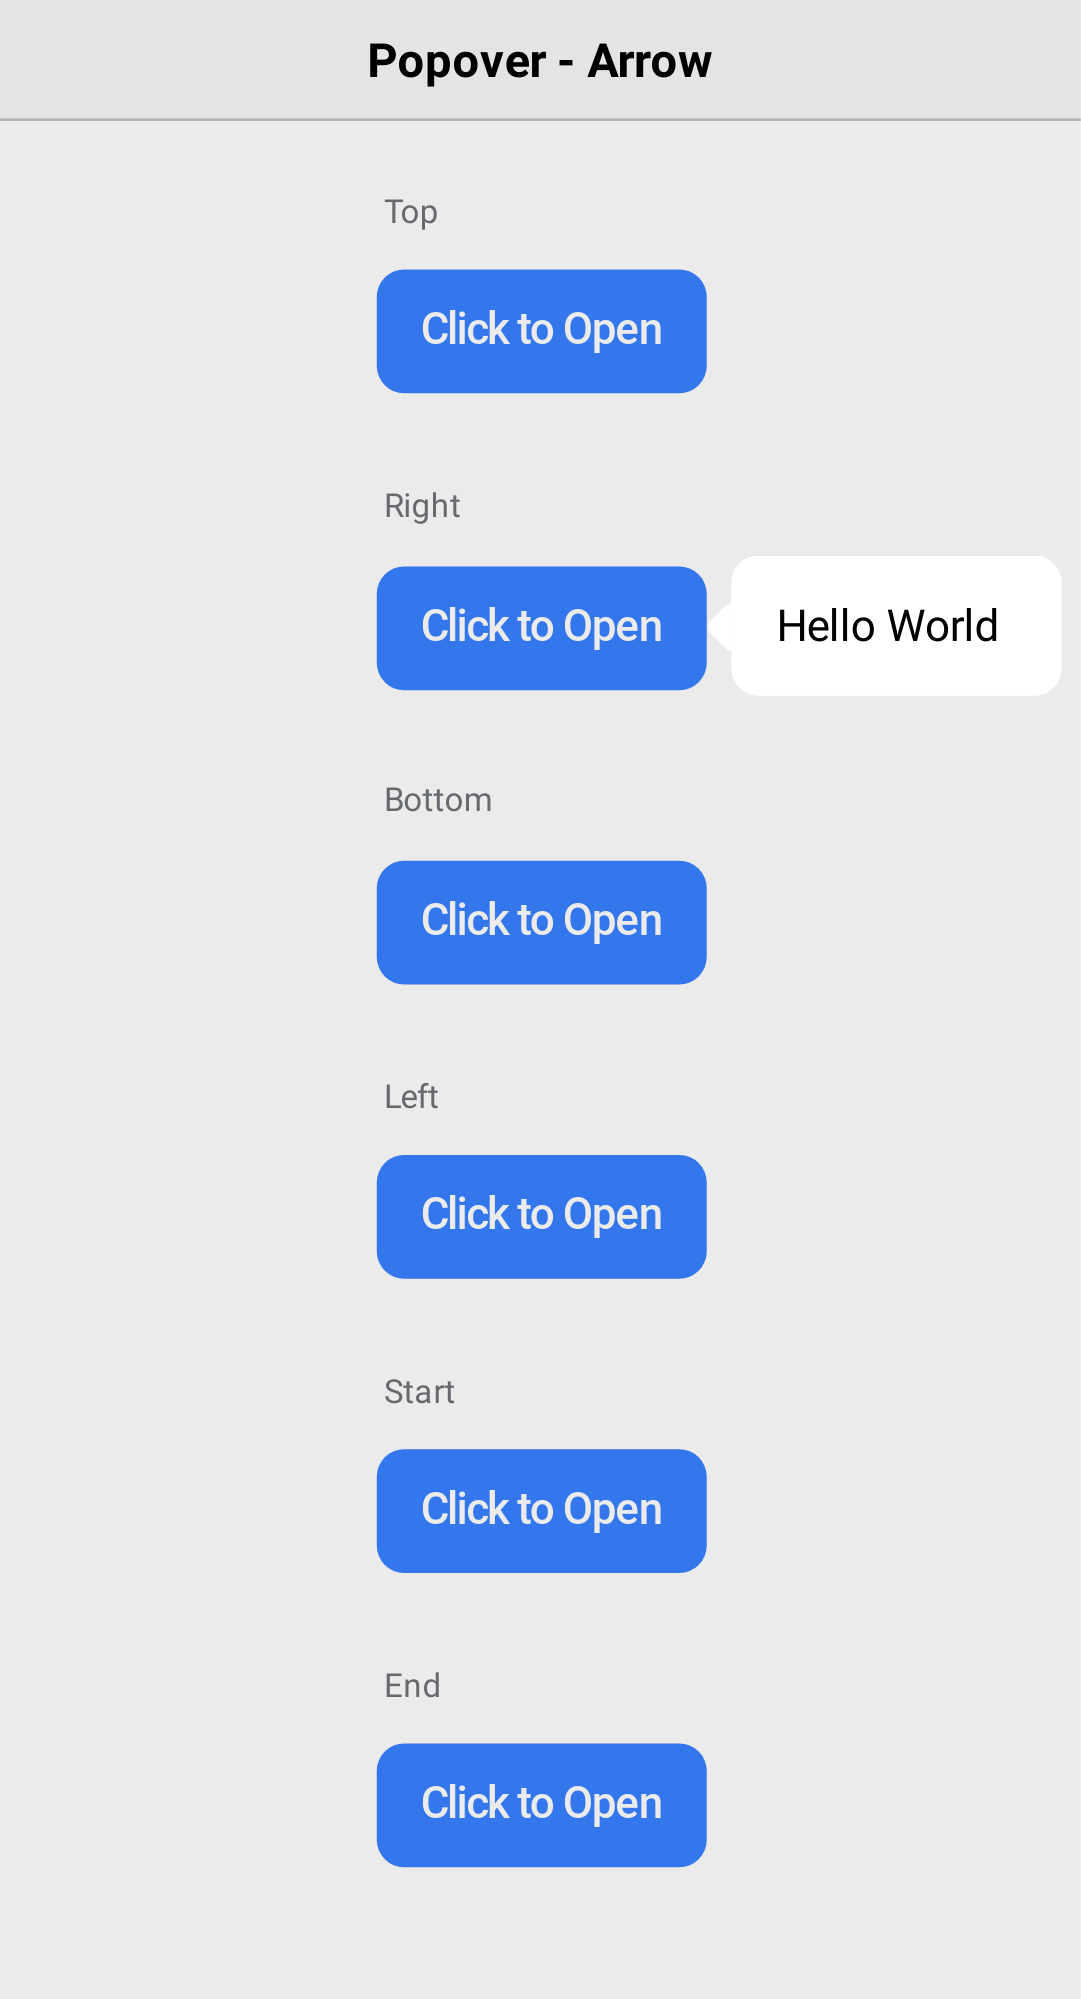 Popover - Arrow
Top
Click to Open
Right
Click to Open
Hello World
Bottom
Click to Open
Left
Click to Open
Start
Click to Open
End
Click to Open